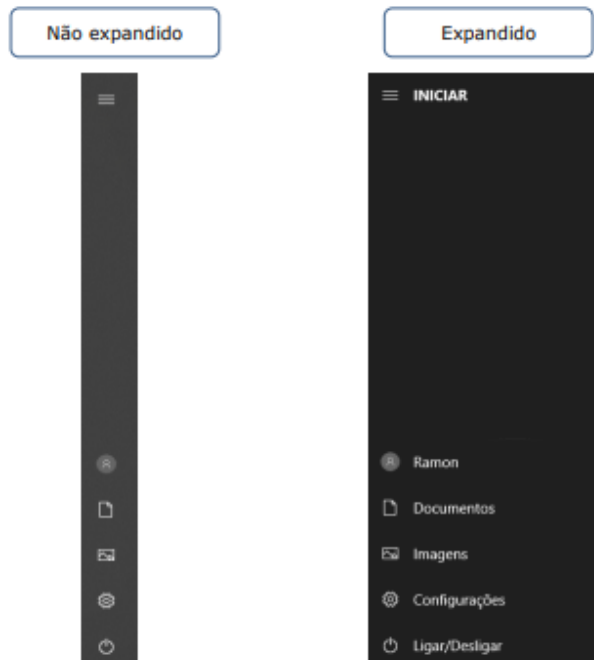 Não expandido
Expandido
INICIAR
Ramon
Documentos
Imagens
Configurações
Ligar/Desligar